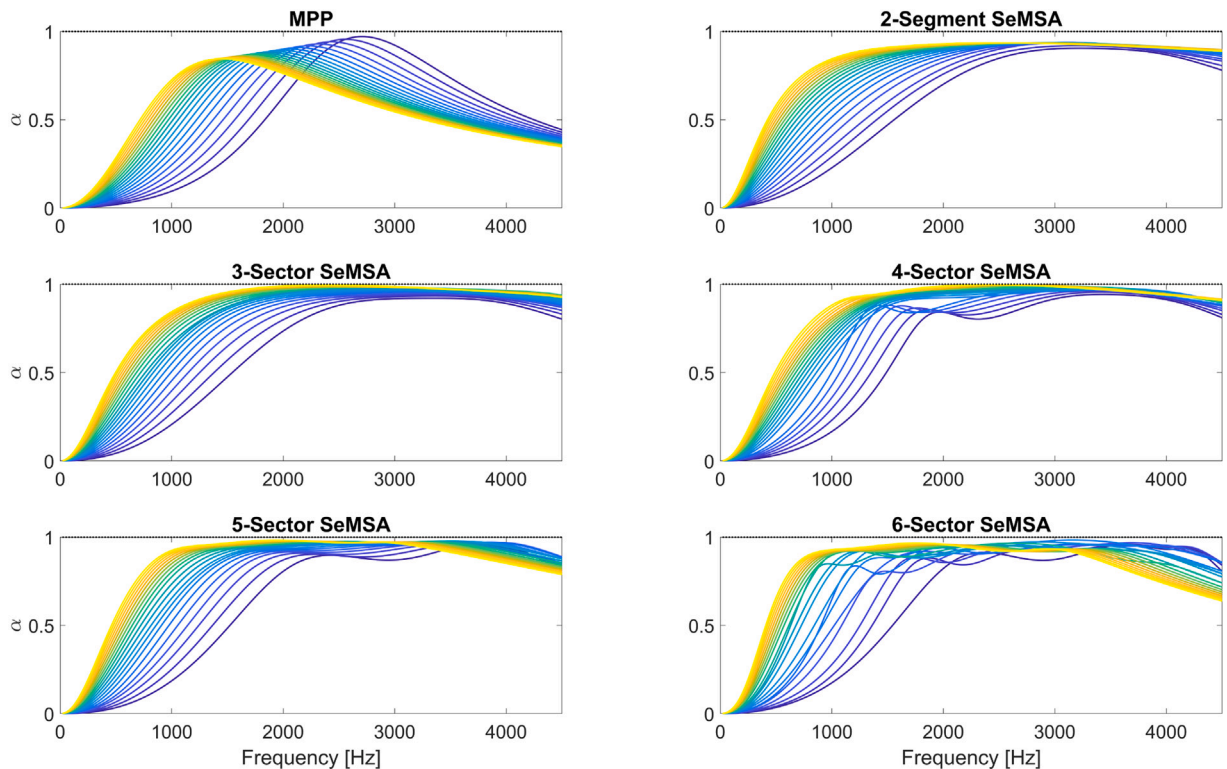 MPP
1
0.5
0
α
0 1000 2000 3000 4000
2-Segment SeMSA
1
0.5
0
0 1000 2000 3000 4000
3-Sector SeMSA
1
0.5
0
α
0 1000 2000 3000 4000
4-Sector SeMSA
1
0.5
0
0 1000 2000 3000 4000
5-Sector SeMSA
1
0.5
0
α
0 1000 2000 3000 4000
Frequency [Hz]
6-Sector SeMSA
1
0.5
0
0 1000 2000 3000 4000
Frequency [Hz]